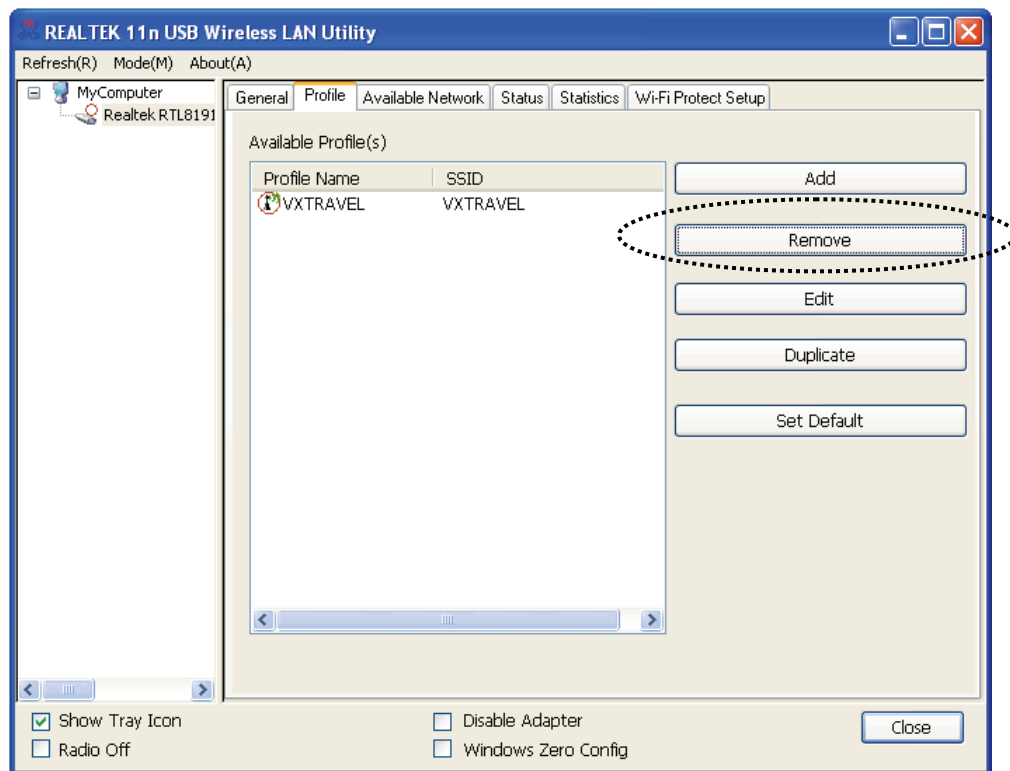 REALTEK 11n USB Wireless LAN Utility
Refresh(R) Mode(M) About(A)
MyComputer
Realtek RTL8191
General Profile Available Network Status Statistics Wi-Fi Protect Setup
Available Profile(s)
Profile Name SSID
VXTRAVEL VXTRAVEL
Add
Remove
Edit
Duplicate
Set Default
Show Tray Icon
Radio Off
Disable Adapter
Windows Zero Config
Close